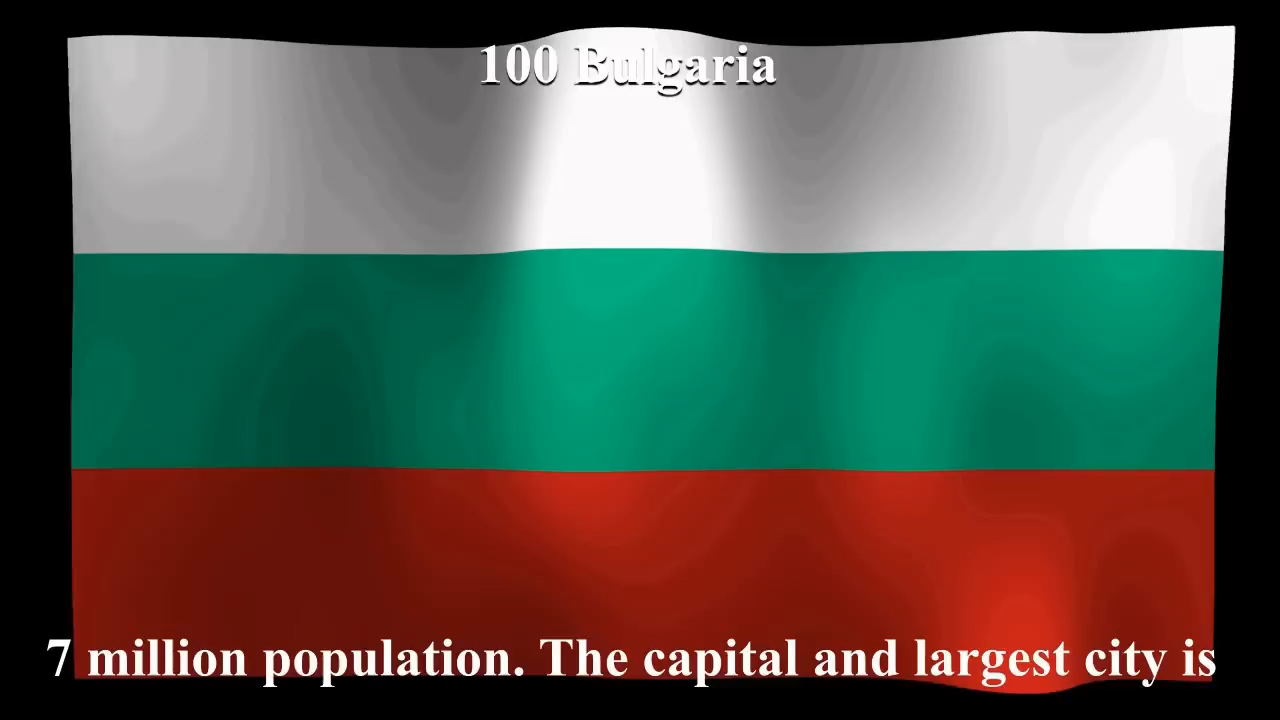 100 Bulgaria
7 million population. The capital and largest city is